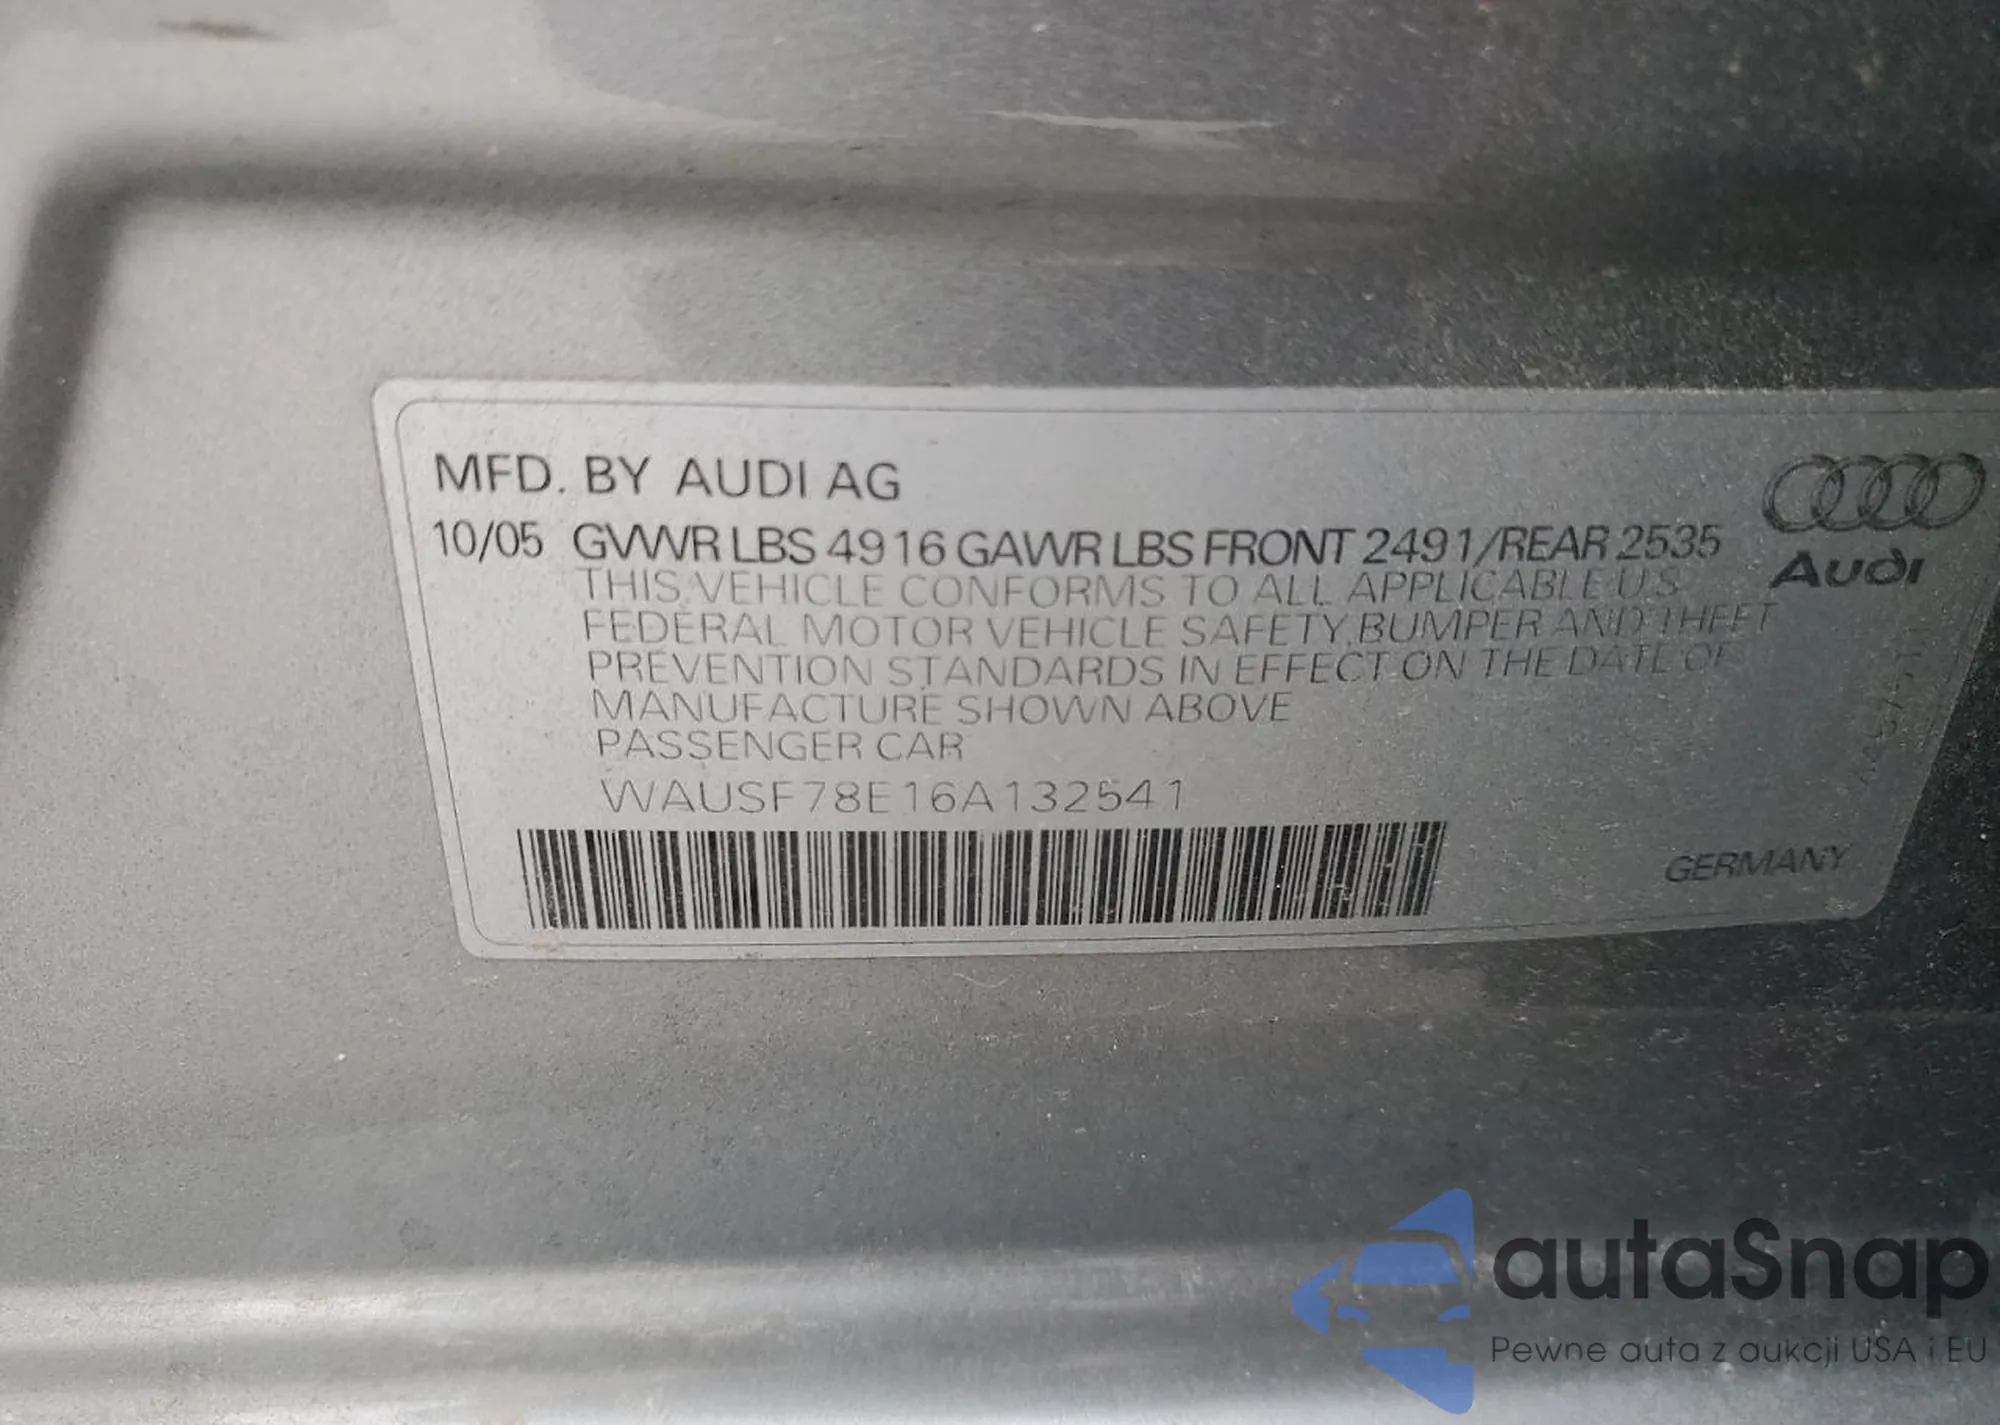 MFD. BY AUDI AG
10/05 GVWR LBS 4916 GAWR LBS FRONT 2491/REAR 2535
Audi
THIS VEHICLE CONFORMS TO ALL APPLICABLE U.S.
FEDERAL MOTOR VEHICLE SAFETY, BUMPER AND THEFT
PREVENTION STANDARDS IN EFFECT ON THE DATE OF
MANUFACTURE SHOWN ABOVE
PASSENGER CAR
WAUSF78E16A132541
GERMANY
autaSnap
Pewne auta z aukcji USA i EU